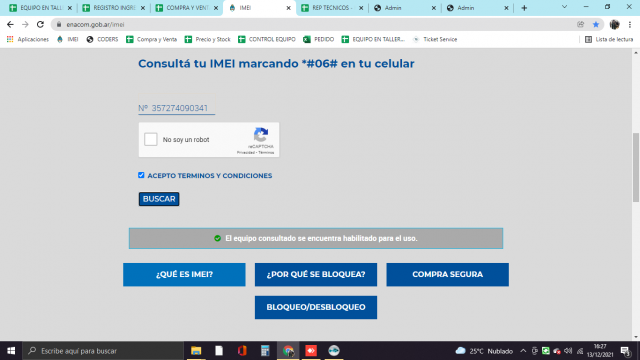 EQUIPO EN TALL
REGISTRO INGRE
COMPRA Y VENT
IMEI
REP TECNICOS -
Admin
Admin
enacom.gob.ar/imei
Aplicaciones
IMEI
CODERS
Compra y Venta
Precio y Stock
CONTROL EQUIPO
PEDIDO
EQUIPO EN TALLER...
Ticket Service
Lista de lectura
Consultá tu IMEI marcando *#06# en tu celular
Nº 357274090341
No soy un robot
reCAPTCHA
Privacidad - Términos
ACEPTO TERMINOS Y CONDICIONES
BUSCAR
El equipo consultado se encuentra habilitado para el uso.
¿QUÉ ES IMEI?
¿POR QUÉ SE BLOQUEA?
COMPRA SEGURA
BLOQUEO/DESBLOQUEO
Escribe aquí para buscar
25°C Nublado
16:27
13/12/2021